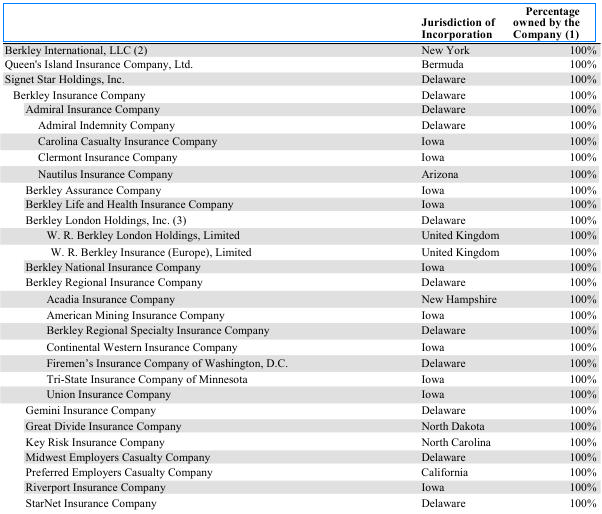 Jurisdiction of Incorporation Percentage owned by the Company (1)
Berkley International, LLC (2) New York 100%
Queen's Island Insurance Company, Ltd. Bermuda 100%
Signet Star Holdings, Inc. Delaware 100%
Berkley Insurance Company Delaware 100%
Admiral Insurance Company Delaware 100%
Admiral Indemnity Company Delaware 100%
Carolina Casualty Insurance Company Iowa 100%
Clermont Insurance Company Iowa 100%
Nautilus Insurance Company Arizona 100%
Berkley Assurance Company Iowa 100%
Berkley Life and Health Insurance Company Iowa 100%
Berkley London Holdings, Inc. (3) Delaware 100%
W. R. Berkley London Holdings, Limited United Kingdom 100%
W. R. Berkley Insurance (Europe), Limited United Kingdom 100%
Berkley National Insurance Company Iowa 100%
Berkley Regional Insurance Company Delaware 100%
Acadia Insurance Company New Hampshire 100%
American Mining Insurance Company Iowa 100%
Berkley Regional Specialty Insurance Company Delaware 100%
Continental Western Insurance Company Iowa 100%
Firemen’s Insurance Company of Washington, D.C. Delaware 100%
Tri-State Insurance Company of Minnesota Iowa 100%
Union Insurance Company Iowa 100%
Gemini Insurance Company Delaware 100%
Great Divide Insurance Company North Dakota 100%
Key Risk Insurance Company North Carolina 100%
Midwest Employers Casualty Company Delaware 100%
Preferred Employers Casualty Company California 100%
Riverport Insurance Company Iowa 100%
StarNet Insurance Company Delaware 100%